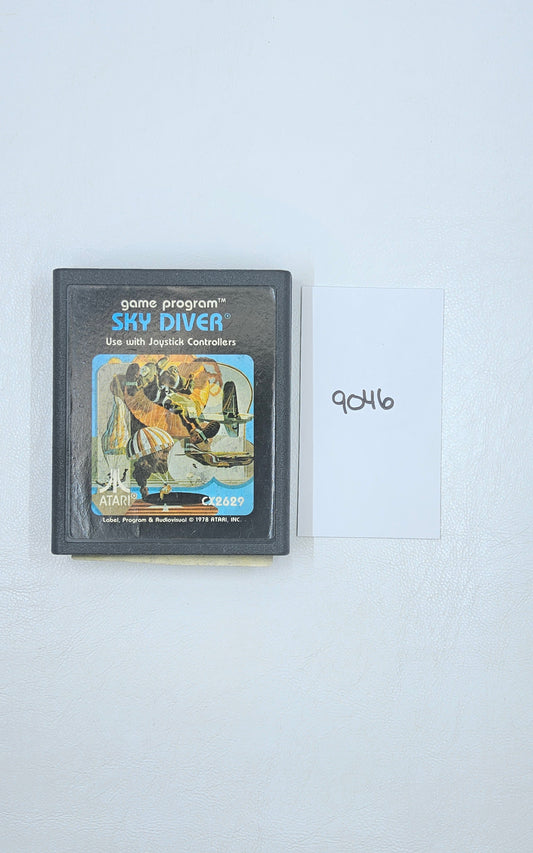 game program™
SKY DIVER®
Use with Joystick Controllers
ATARI®
CX2629
Label, Program & Audiovisual © 1978 ATARI, INC.
9046